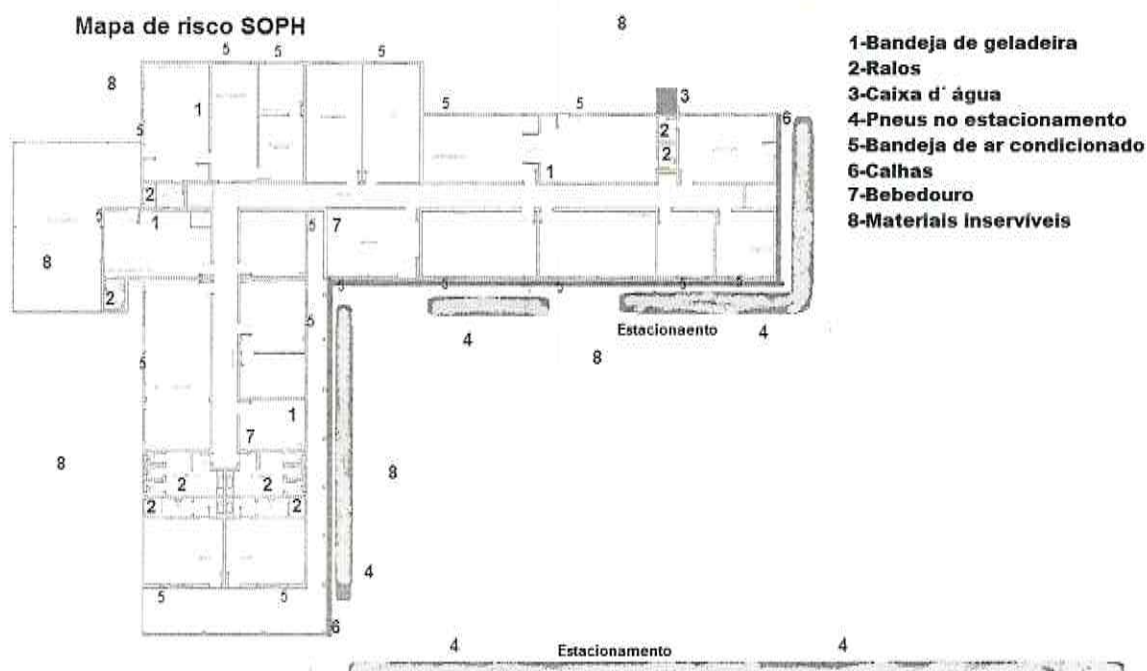 Mapa de risco SOPH
8
1-Bandeja de geladeira
2-Ralos
3-Caixa d´ água
4-Pneus no estacionamento
5-Bandeja de ar condicionado
6-Calhas
7-Bebedouro
8-Materiais inservíveis
5 5 5
8
1
5 5 3
6
5
2
2
1
2
5 1 5 7
8
2
5 5 5 5 5
5
Estacionaento 4
4
8
5
1
7
8
8
2 2
2 2
4
5 5
6
4 4
Estacionamento